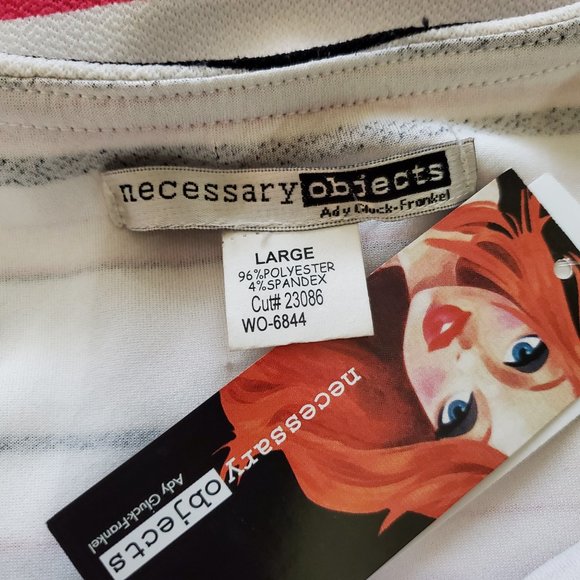 necessary objects
Ady Gluck-Frankel
LARGE
96%POLYESTER
4%SPANDEX
Cut# 23086
WO-6844
necessary objects
Ady Gluck-Frankel